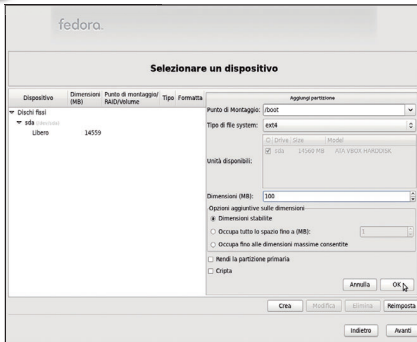 fedora.
Selezionare un dispositivo
Dispositivo
Dimensioni (MB)
Punto di montaggio/ RAID/Volume
Tipo
Formatta
Dischi fissi
sda
Libero 14559
Aggiungi partizione
Punto di Montaggio: /boot
Tipo di file system: ext4
Drive Size Model
sda 14560 MB ATA VBOX HARDDISK
Unità disponibili:
Dimensioni (MB): 100
Opzioni aggiuntive sulle dimensioni
Dimensioni stabilite
Occupa tutto lo spazio fino a (MB): 1
Occupa fino alle dimensioni massime consentite
Rendi la partizione primaria
Cripta
Annulla OK
Crea Modifica Elimina Reimposta
Indietro Avanti